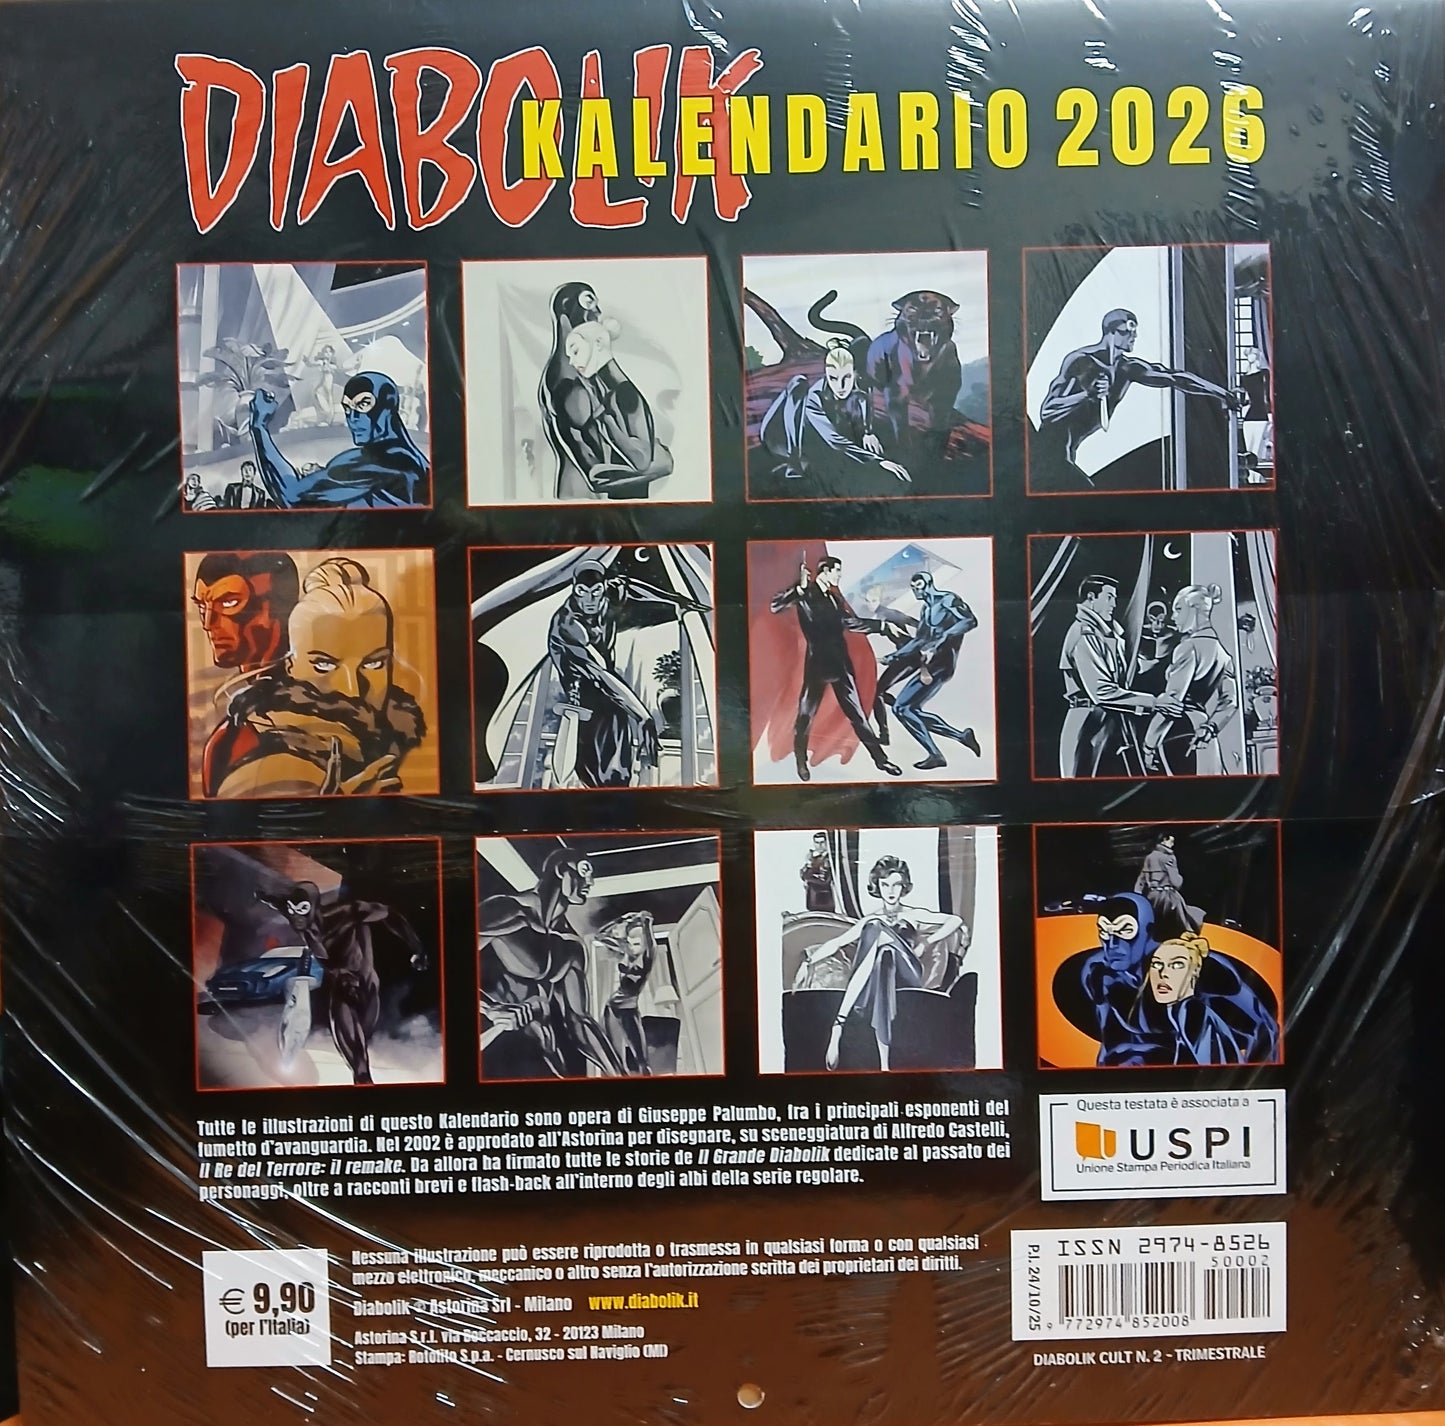 DIABOLIK
KALENDARIO 2026
Tutte le illustrazioni di questo Kalendario sono opera di Giuseppe Palumbo, fra i principali esponenti del
fumetto d'avanguardia. Nel 2002 è approdato all'Astorina per disegnare, su sceneggiatura di Alfredo Castelli,
Il Re del Terrore: il remake. Da allora ha firmato tutte le storie de Il Grande Diabolik dedicate al passato dei
personaggi, oltre a racconti brevi e flash-back all'interno degli albi della serie regolare.
Questa testata è associata a
USPI
Unione Stampa Periodica Italiana
€ 9,90
(per l'Italia)
Nessuna illustrazione può essere riprodotta o trasmessa in qualsiasi forma o con qualsiasi
mezzo elettronico, meccanico o altro senza l'autorizzazione scritta dei proprietari dei diritti.
Diabolik © Astorina Srl - Milano www.diabolik.it
Astorina S.r.l. via Boccaccio, 32 - 20123 Milano
Stampa: Rotolito S.p.a. - Cernusco sul Naviglio (MI)
P.I. 24/10/25
ISSN 2974-8526
50002
9 772974 852008
DIABOLIK CULT N. 2 - TRIMESTRALE